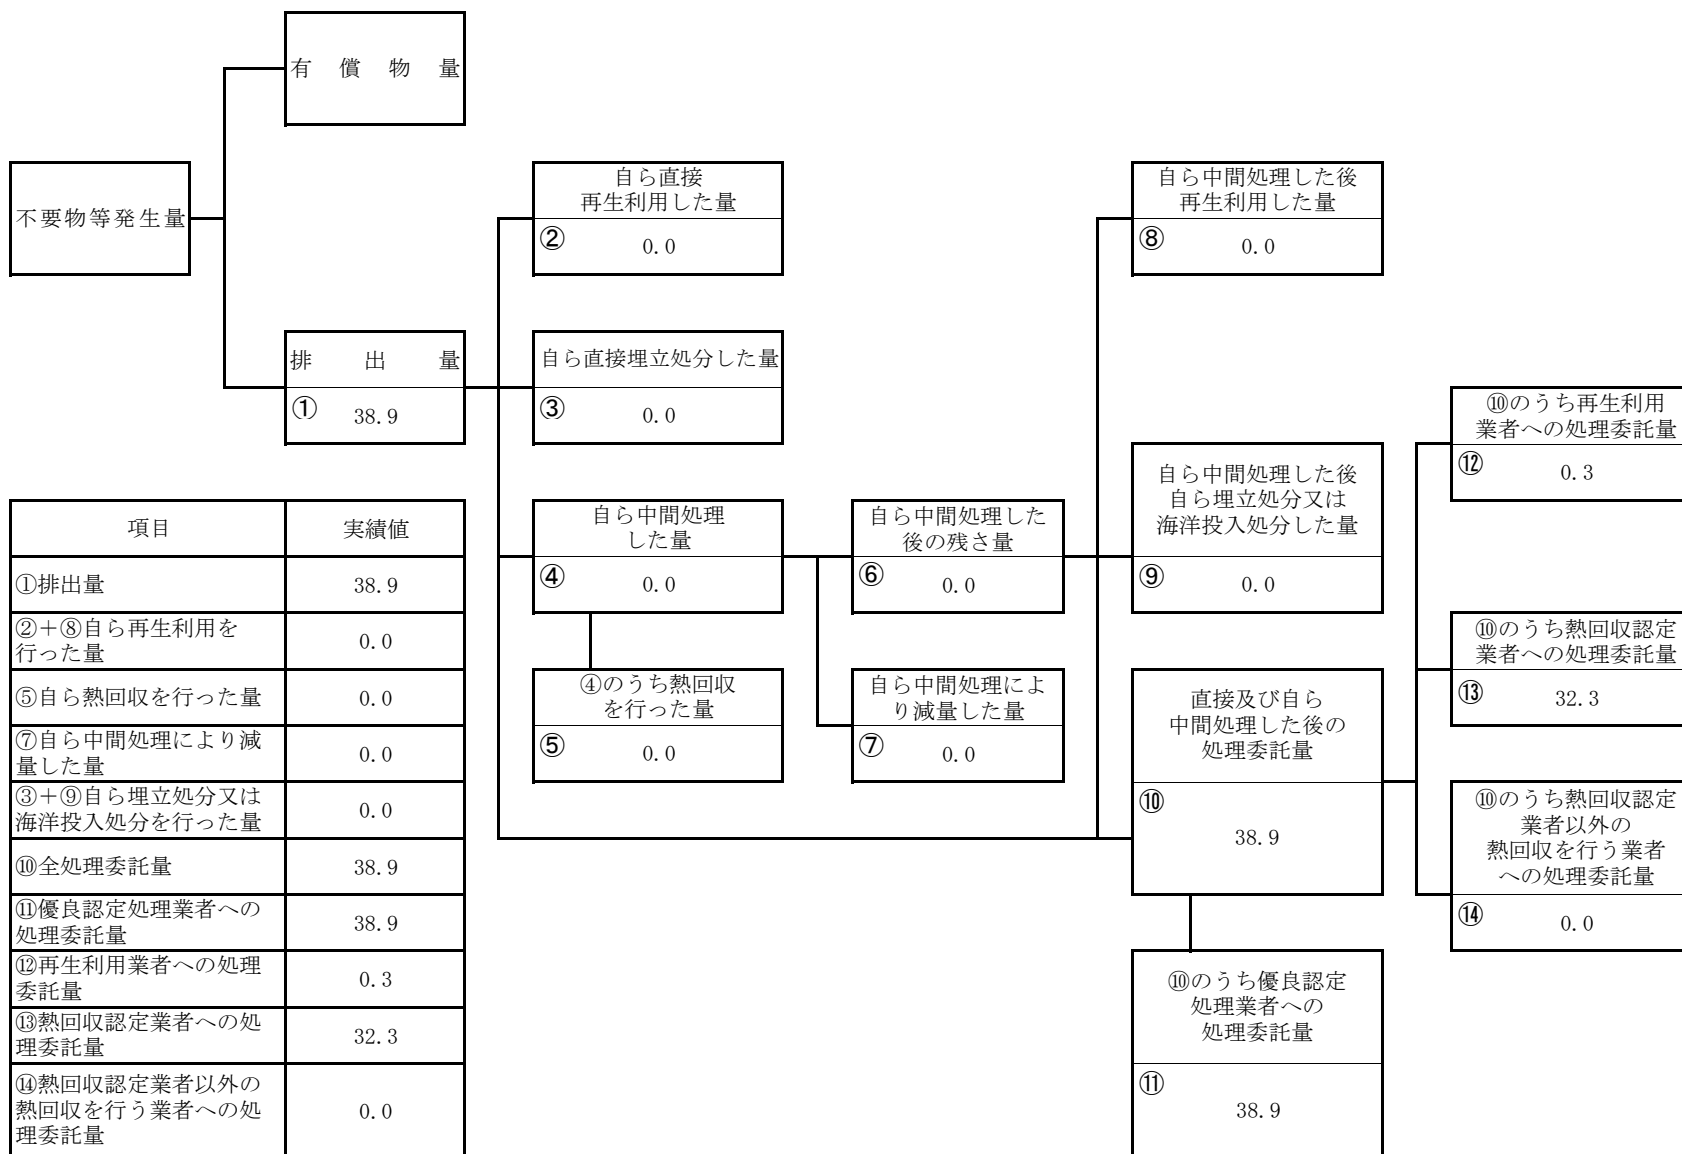 有償物量
不要物等発生量
排出量
① 38.9
自ら直接
再生利用した量
② 0.0
自ら直接埋立処分した量
③ 0.0
自ら中間処理
した量
④ 0.0
④のうち熱回収
を行った量
⑤ 0.0
自ら中間処理した
後の残さ量
⑥ 0.0
自ら中間処理によ
り減量した量
⑦ 0.0
自ら中間処理した後
再生利用した量
⑧ 0.0
自ら中間処理した後
自ら埋立処分又は
海洋投入処分した量
⑨ 0.0
直接及び自ら
中間処理した後の
処理委託量
⑩
38.9
⑩のうち優良認定
処理業者への
処理委託量
⑪
38.9
⑩のうち再生利用
業者への処理委託量
⑫ 0.3
⑩のうち熱回収認定
業者への処理委託量
⑬ 32.3
⑩のうち熱回収認定
業者以外の
熱回収を行う業者
への処理委託量
⑭ 0.0
項目 実績値
①排出量 38.9
②+⑧自ら再生利用を
行った量 0.0
⑤自ら熱回収を行った量 0.0
⑦自ら中間処理により減
量した量 0.0
③+⑨自ら埋立処分又は
海洋投入処分を行った量 0.0
⑩全処理委託量 38.9
⑪優良認定処理業者への
処理委託量 38.9
⑫再生利用業者への処理
委託量 0.3
⑬熱回収認定業者への処
理委託量 32.3
⑭熱回収認定業者以外の
熱回収を行う業者への処
理委託量 0.0